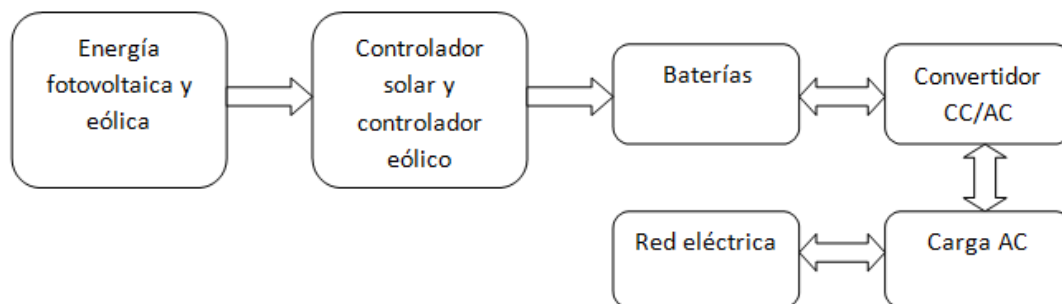 Energía
fotovoltaica y
eólica
Controlador
solar y
controlador
eólico
Baterías
Convertidor
CC/AC
Red eléctrica
Carga AC